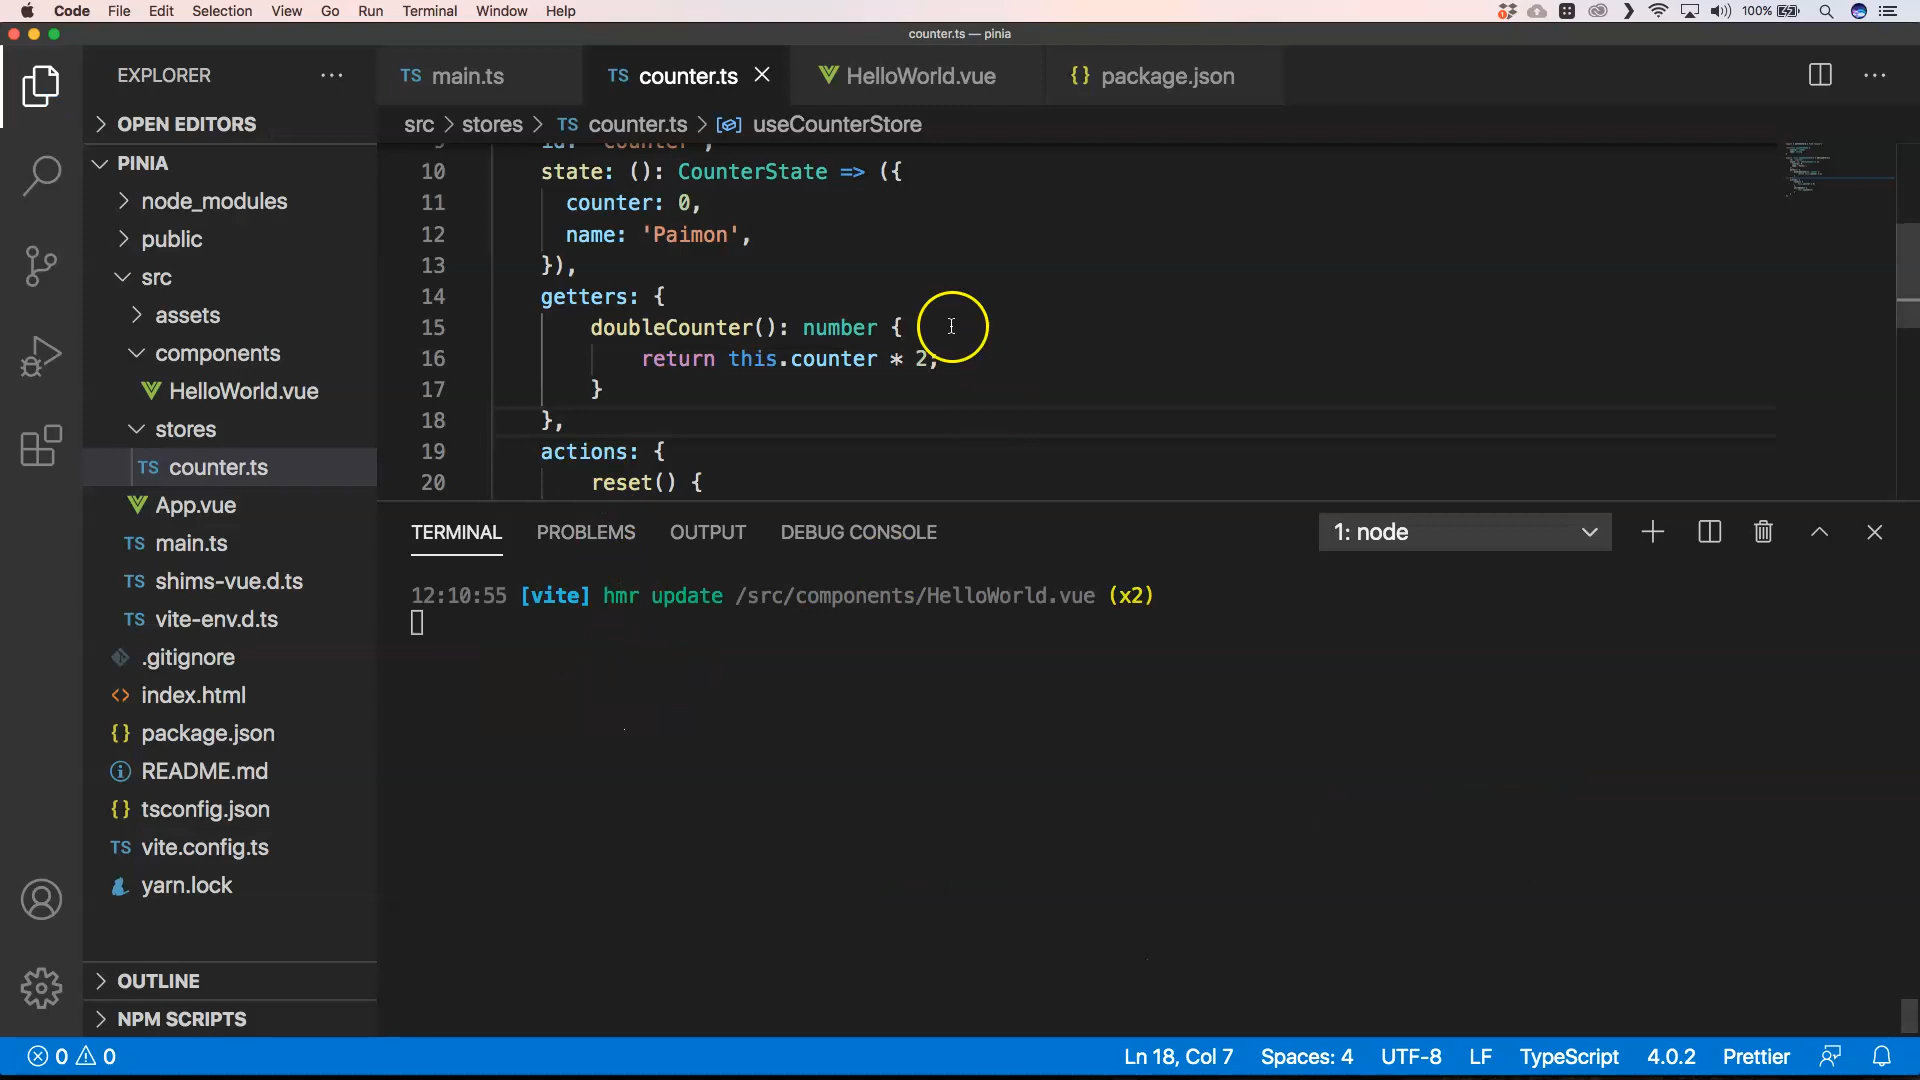 Code File Edit Selection View Go Run Terminal Window Help 100%
counter.ts — pinia
EXPLORER
TS main.ts
TS counter.ts
HelloWorld.vue
{} package.json
OPEN EDITORS
src > stores > TS counter.ts > useCounterStore
PINIA
node_modules
public
src
assets
components
HelloWorld.vue
stores
TS counter.ts
App.vue
TS main.ts
TS shims-vue.d.ts
TS vite-env.d.ts
.gitignore
<> index.html
{} package.json
README.md
{} tsconfig.json
TS vite.config.ts
yarn.lock
OUTLINE
NPM SCRIPTS
9 id: 'counter',
10 state: (): CounterState => ({
11 counter: 0,
12 name: 'Paimon',
13 }),
14 getters: {
15 doubleCounter(): number {
16 return this.counter * 2;
17 }
18 },
19 actions: {
20 reset() {
TERMINAL PROBLEMS OUTPUT DEBUG CONSOLE 1: node
12:10:55 [vite] hmr update /src/components/HelloWorld.vue (x2)
0 0 Ln 18, Col 7 Spaces: 4 UTF-8 LF TypeScript 4.0.2 Prettier